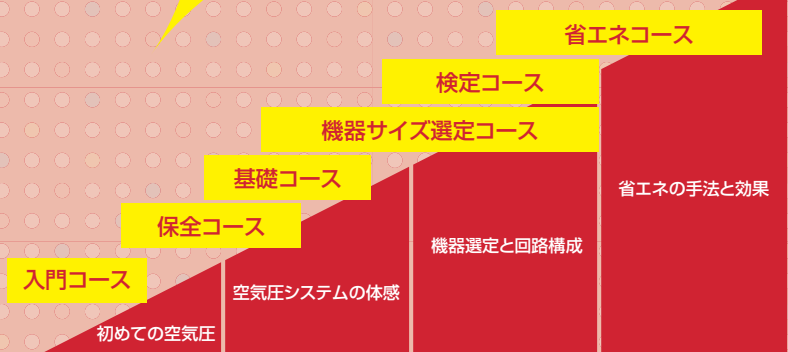 省エネコース
検定コース
機器サイズ選定コース
基礎コース
保全コース
入門コース
省エネの手法と効果
機器選定と回路構成
空気圧システムの体感
初めての空気圧